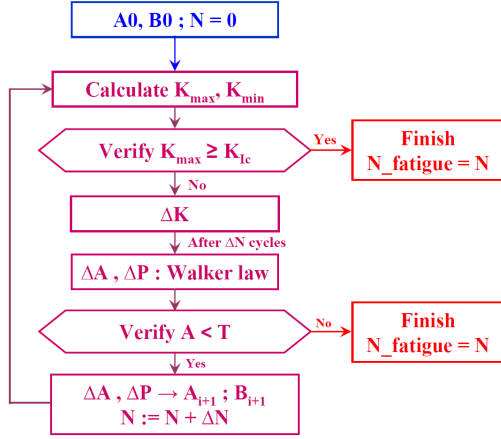 A0, B0 ; N = 0
Calculate Kmax, Kmin
Verify Kmax ≥ KIc
Yes
Finish
N_fatigue = N
No
ΔK
After ΔN cycles
ΔA , ΔP : Walker law
Verify A < T
No
Finish
N_fatigue = N
Yes
ΔA , ΔP → Ai+1 ; Bi+1
N := N + ΔN